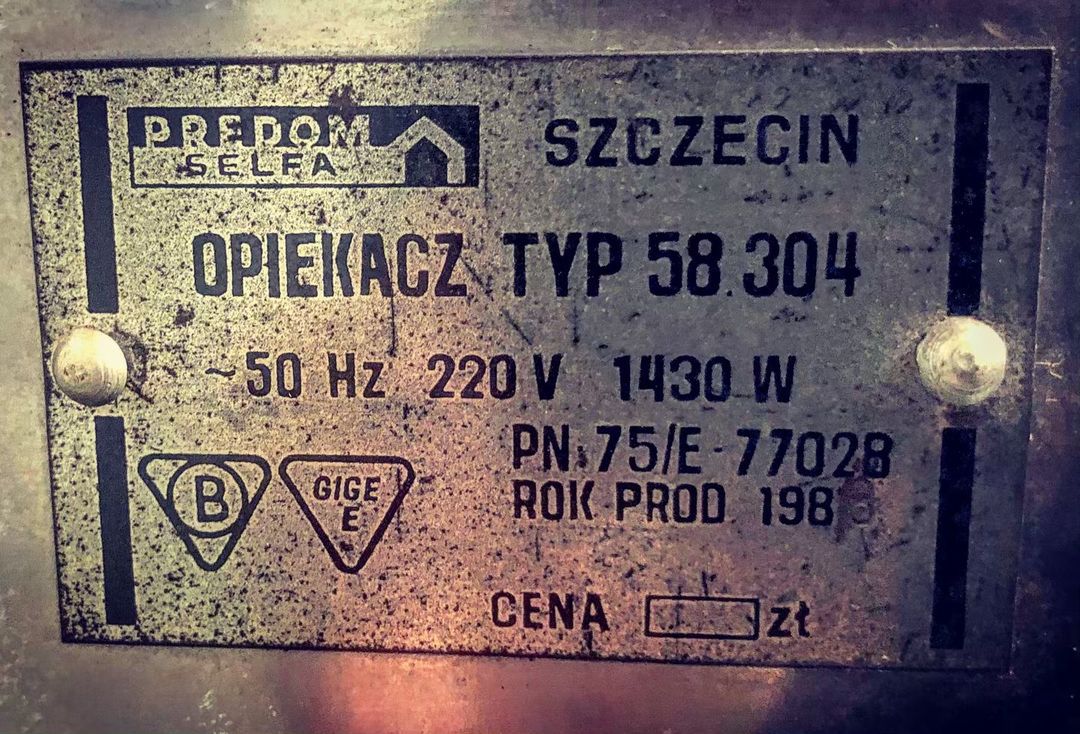 PREDOM
SELFA
SZCZECIN
OPIEKACZ TYP 58.304
~50 Hz 220 V 1430 W
PN-75/E-77028
B
GIGE
E
ROK PROD. 198
CENA zł